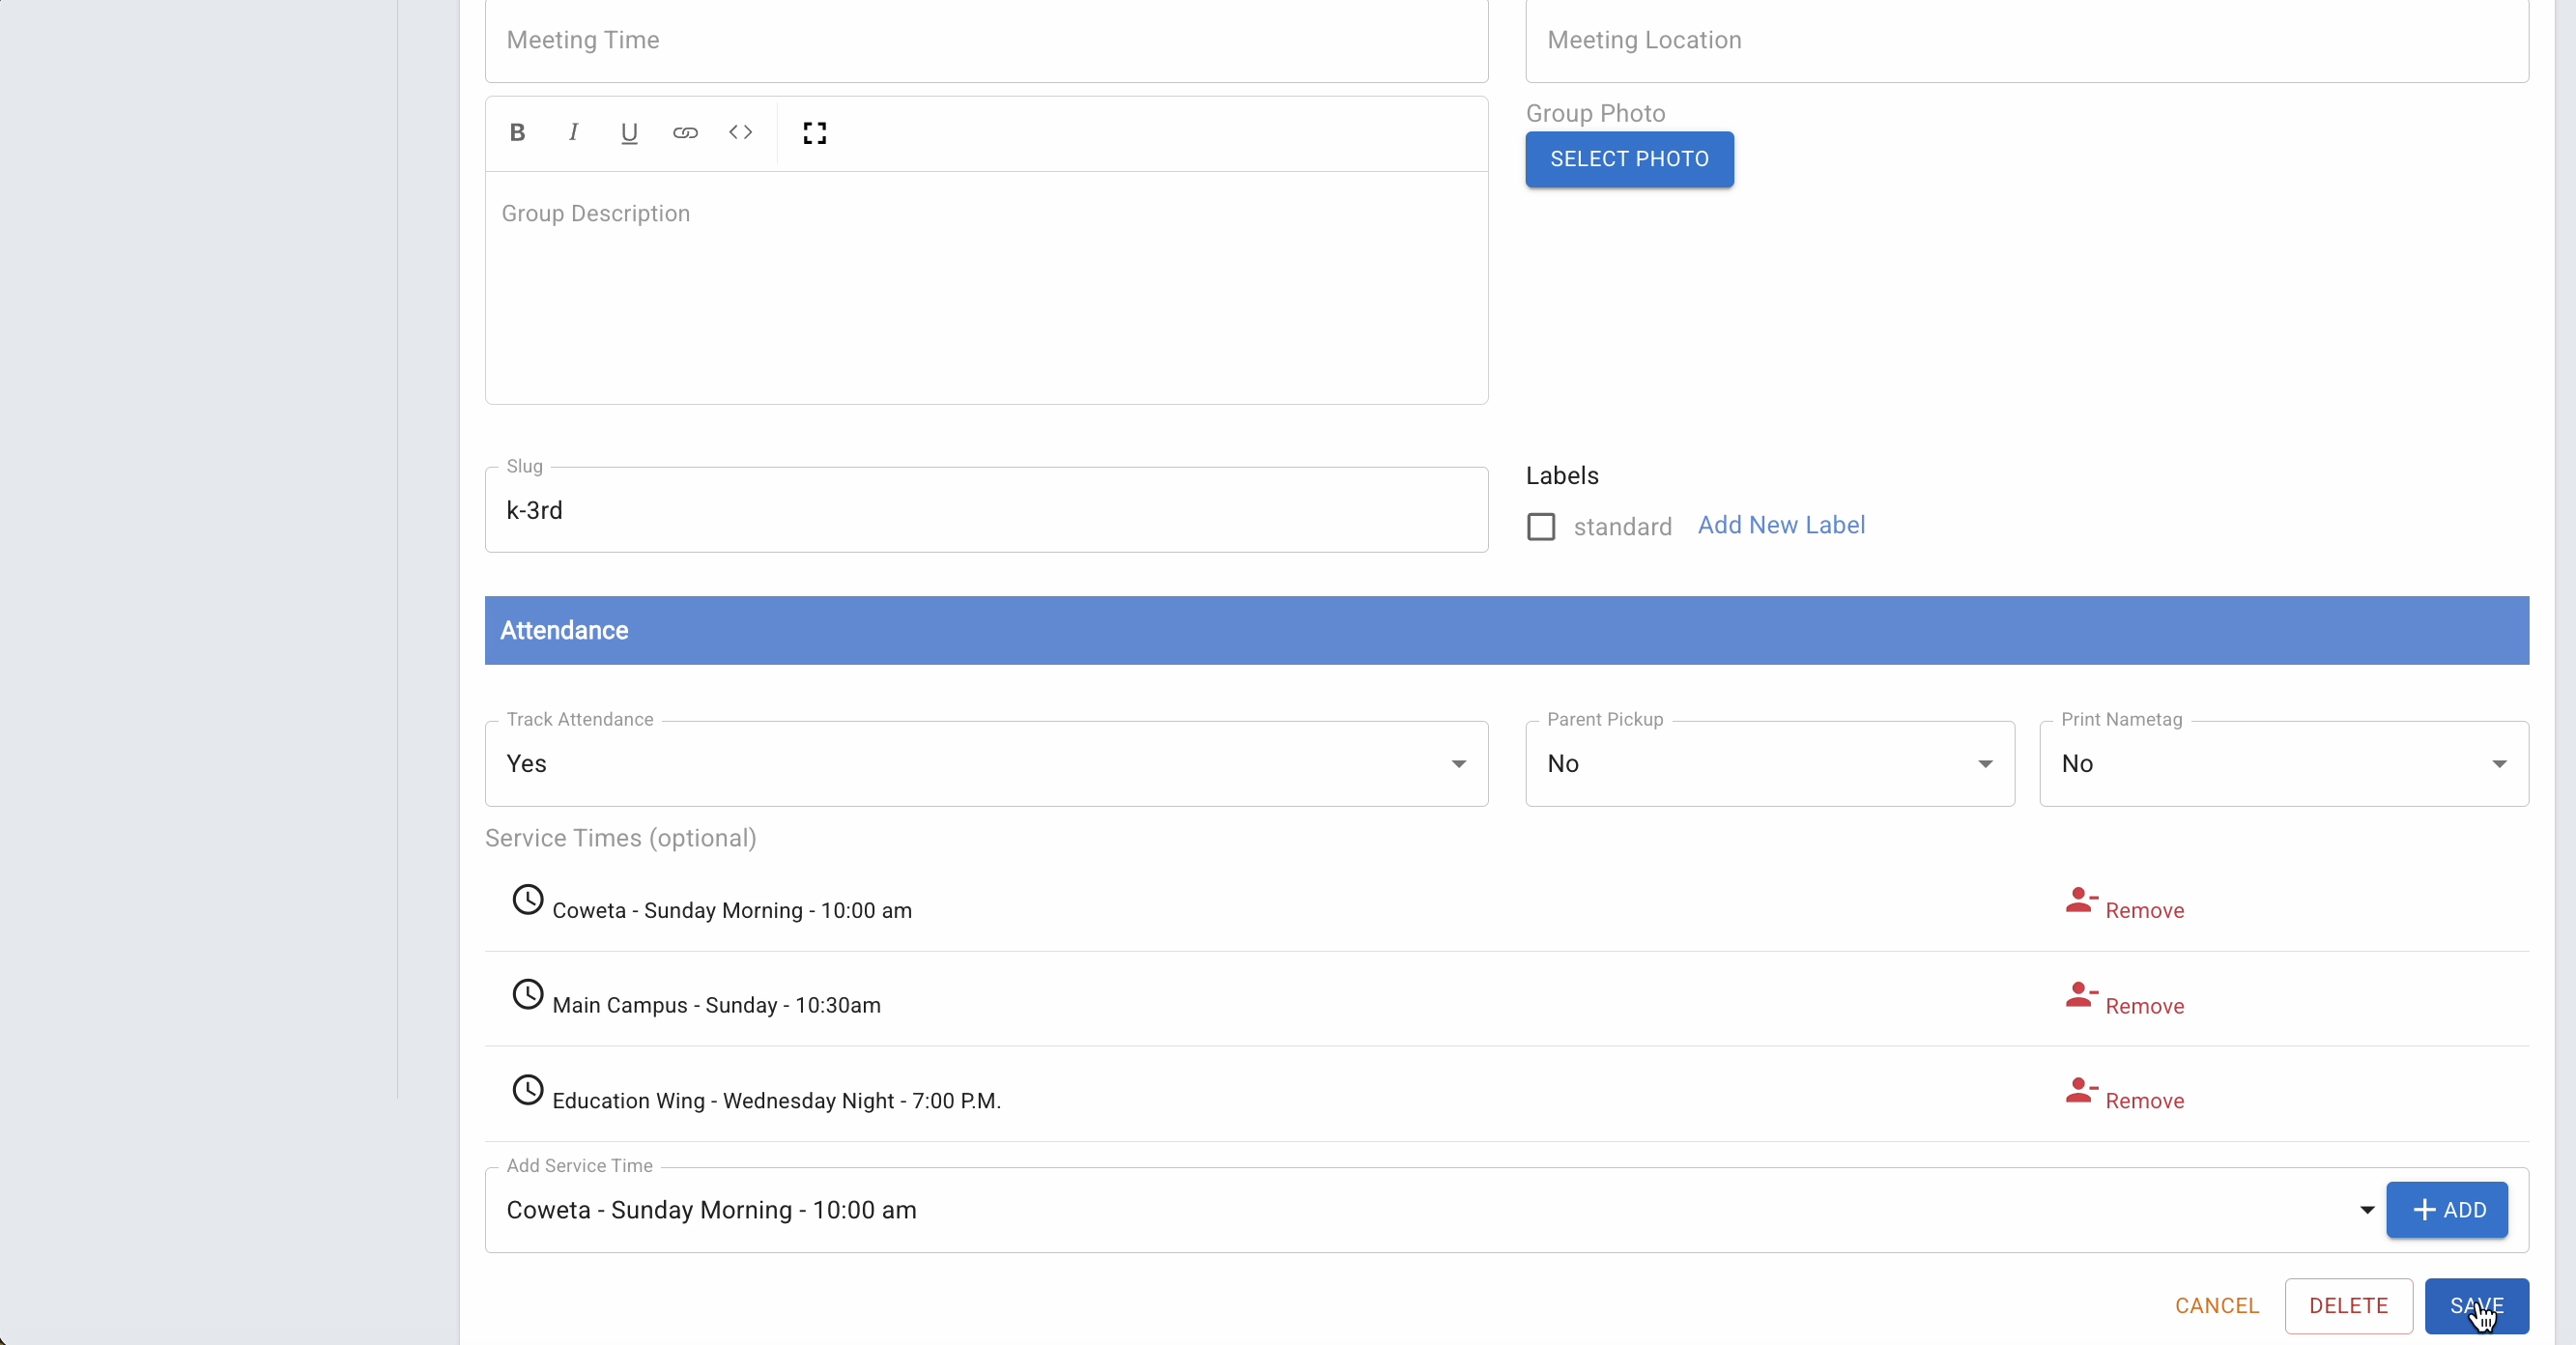 Meeting Time
Meeting Location
B I U <>
Group Photo
SELECT PHOTO
Group Description
Slug
k-3rd
Labels
standard Add New Label
Attendance
Track Attendance
Yes
Parent Pickup
No
Print Nametag
No
Service Times (optional)
Coweta - Sunday Morning - 10:00 am Remove
Main Campus - Sunday - 10:30am Remove
Education Wing - Wednesday Night - 7:00 P.M. Remove
Add Service Time
Coweta - Sunday Morning - 10:00 am
+ ADD
CANCEL DELETE SAVE